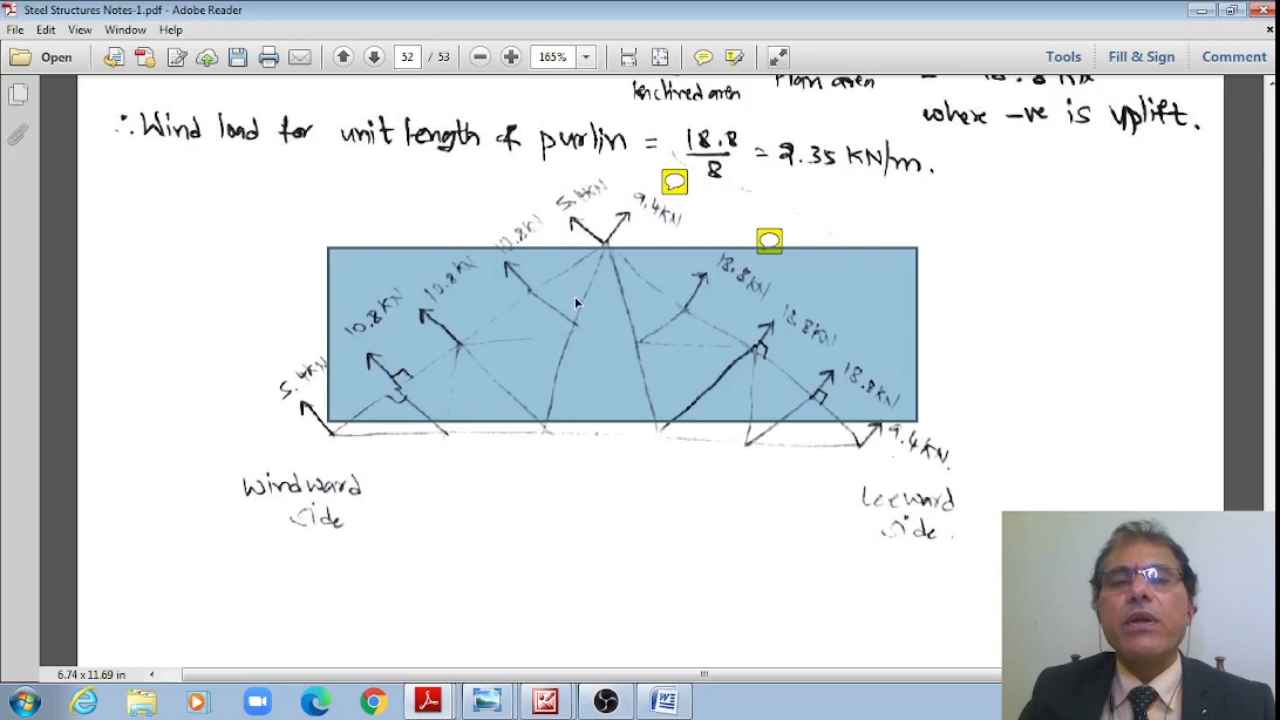 Steel Structures Notes-1.pdf - Adobe Reader
File Edit View Window Help
Open 52 / 53 165% Tools Fill & Sign Comment
Inclined area Plan area
where -ve is uplift.
∴ Wind load for unit length of purlin = 18.8 / 8 = 2.35 KN/m.
5.4KN 9.4KN
10.8KN
10.8KN 18.8KN
10.8KN 18.8KN
5.4KN 18.8KN
9.4KN.
Windward Leeward
Side side.
6.74 x 11.69 in